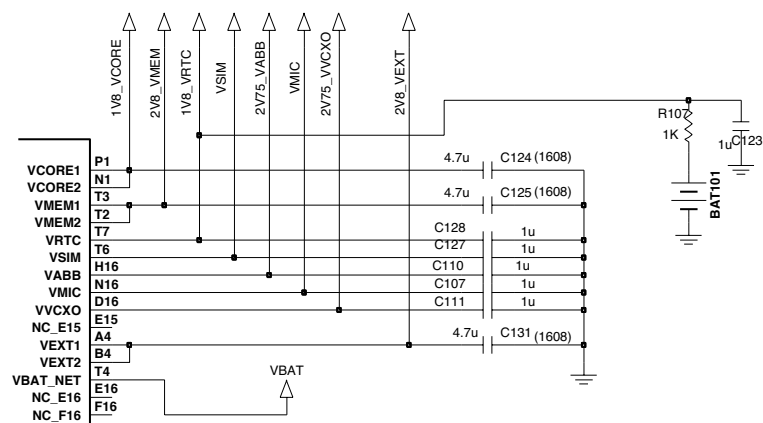 1V8_VCORE
2V8_VMEM
1V8_VRTC
VSIM
2V75_VABB
VMIC
2V75_VVCXO
2V8_VEXT
R107
1K
1u
C123
BAT101
VCORE1 P1 4.7u C124 (1608)
VCORE2 N1
VMEM1 T3 4.7u C125 (1608)
VMEM2 T2
VRTC T7 C128 1u
VSIM T6 C127 1u
VABB H16 C110 1u
VMIC N16 C107 1u
VVCXO D16 C111 1u
NC_E15 E15
VEXT1 A4 4.7u C131 (1608)
VEXT2 B4
VBAT_NET T4 VBAT
NC_E16 E16
NC_F16 F16